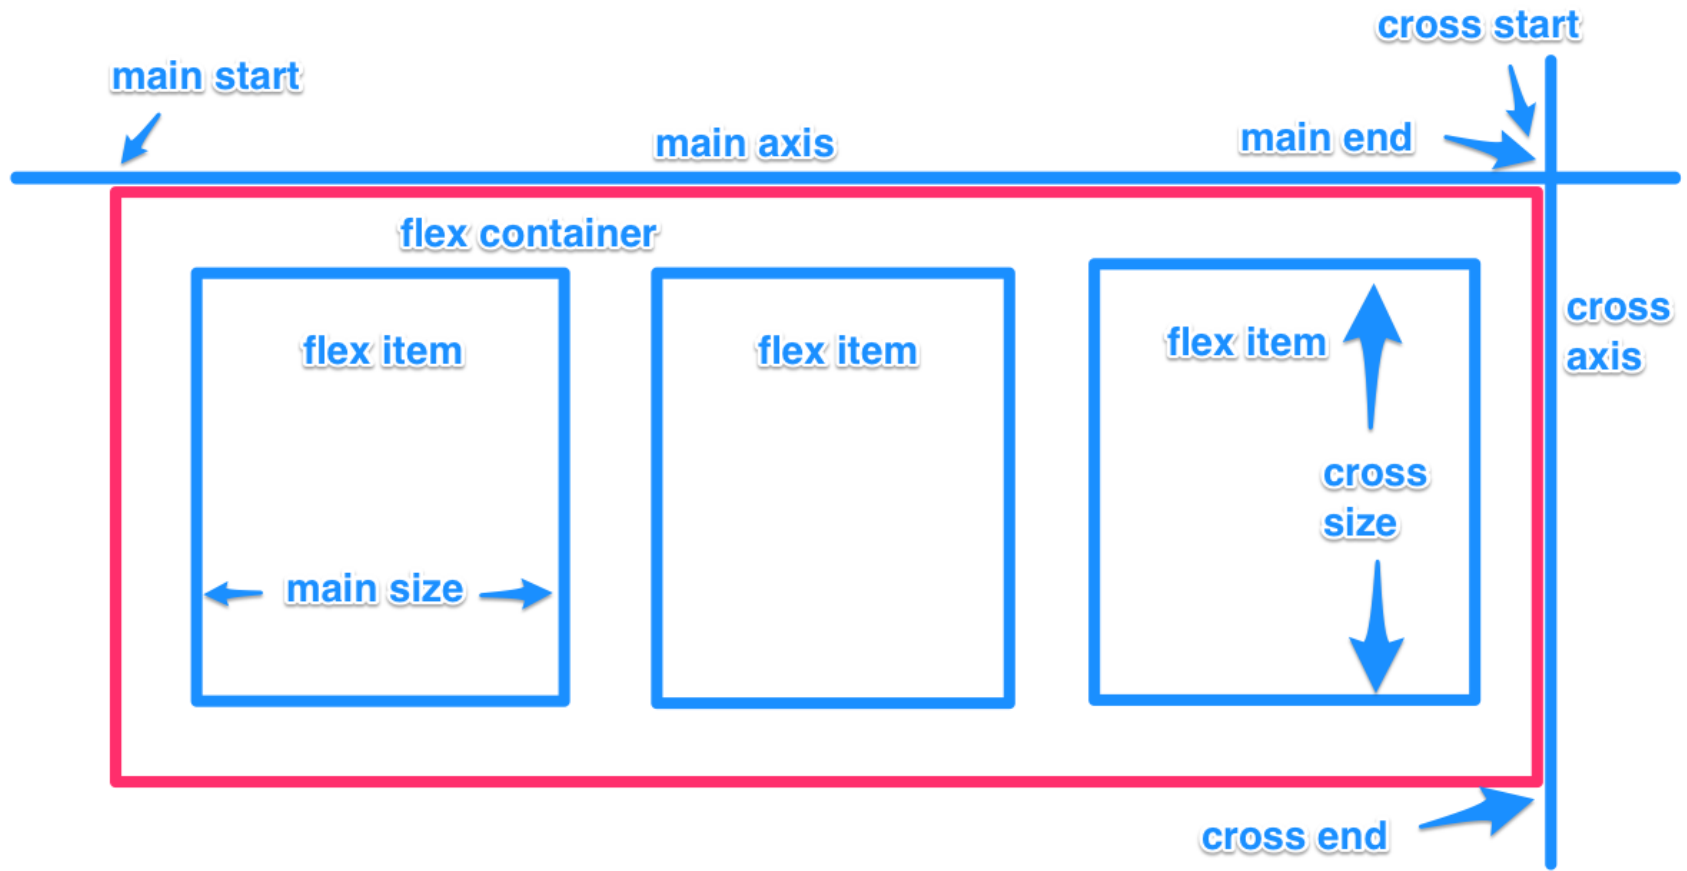 cross start
main start
main axis
main end
flex container
flex item
flex item
flex item
cross
axis
cross
size
main size
cross end